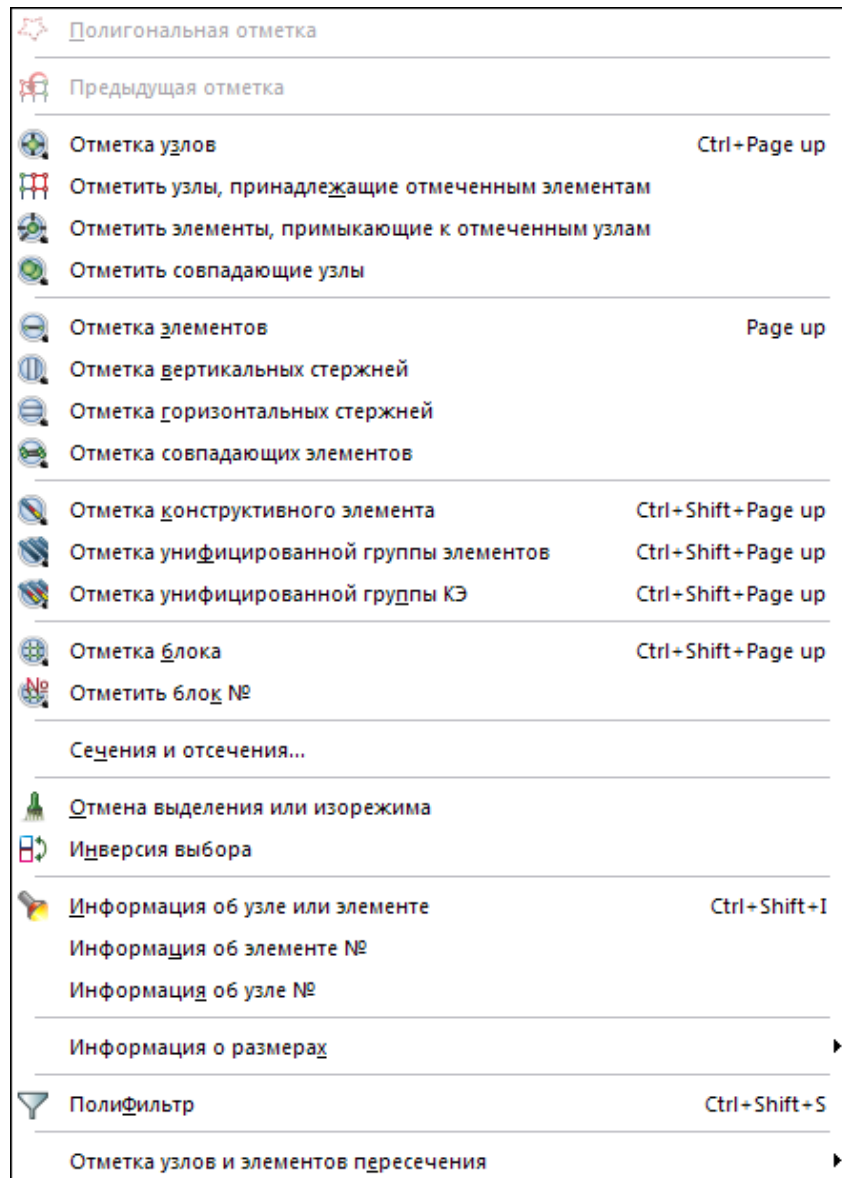 Полигональная отметка
Предыдущая отметка
Отметка узлов Ctrl+Page up
Отметить узлы, принадлежащие отмеченным элементам
Отметить элементы, примыкающие к отмеченным узлам
Отметить совпадающие узлы
Отметка элементов Page up
Отметка вертикальных стержней
Отметка горизонтальных стержней
Отметка совпадающих элементов
Отметка конструктивного элемента Ctrl+Shift+Page up
Отметка унифицированной группы элементов Ctrl+Shift+Page up
Отметка унифицированной группы КЭ Ctrl+Shift+Page up
Отметка блока Ctrl+Shift+Page up
Отметить блок №
Сечения и отсечения...
Отмена выделения или изорежима
Инверсия выбора
Информация об узле или элементе Ctrl+Shift+I
Информация об элементе №
Информация об узле №
Информация о размерах
ПолиФильтр Ctrl+Shift+S
Отметка узлов и элементов пересечения